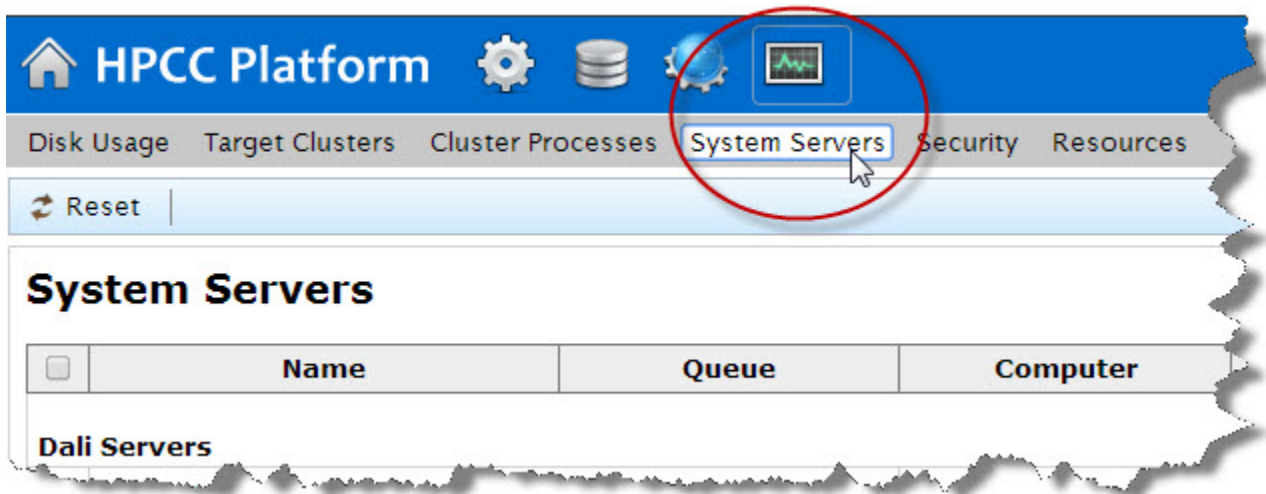 HPCC Platform
Disk Usage Target Clusters Cluster Processes System Servers Security Resources
Reset
System Servers
Name Queue Computer
Dali Servers